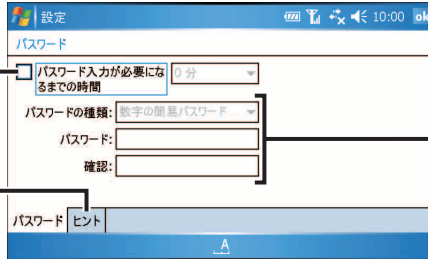 設定 10:00 ok
パスワード
パスワード入力が必要にな
るまでの時間 0 分
パスワードの種類: 数字の簡易パスワード
パスワード:
確認:
パスワード ヒント
A